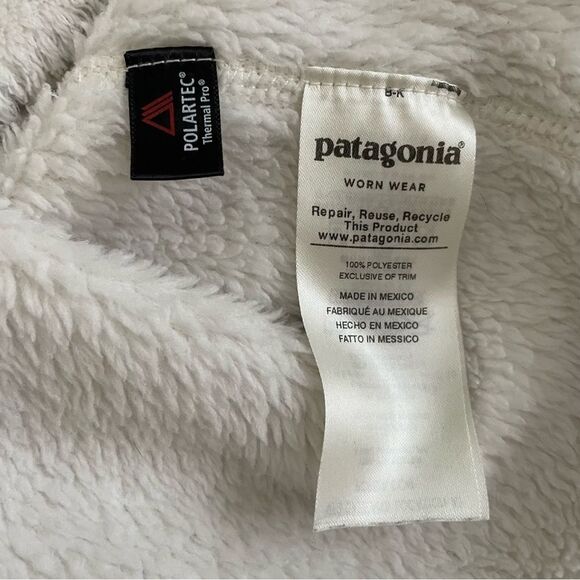 POLARTEC®
Thermal Pro®
patagonia®
WORN WEAR
Repair, Reuse, Recycle
This Product
www.patagonia.com
100% POLYESTER
EXCLUSIVE OF TRIM
MADE IN MEXICO
FABRIQUÉ AU MEXIQUE
HECHO EN MEXICO
FATTO IN MESSICO